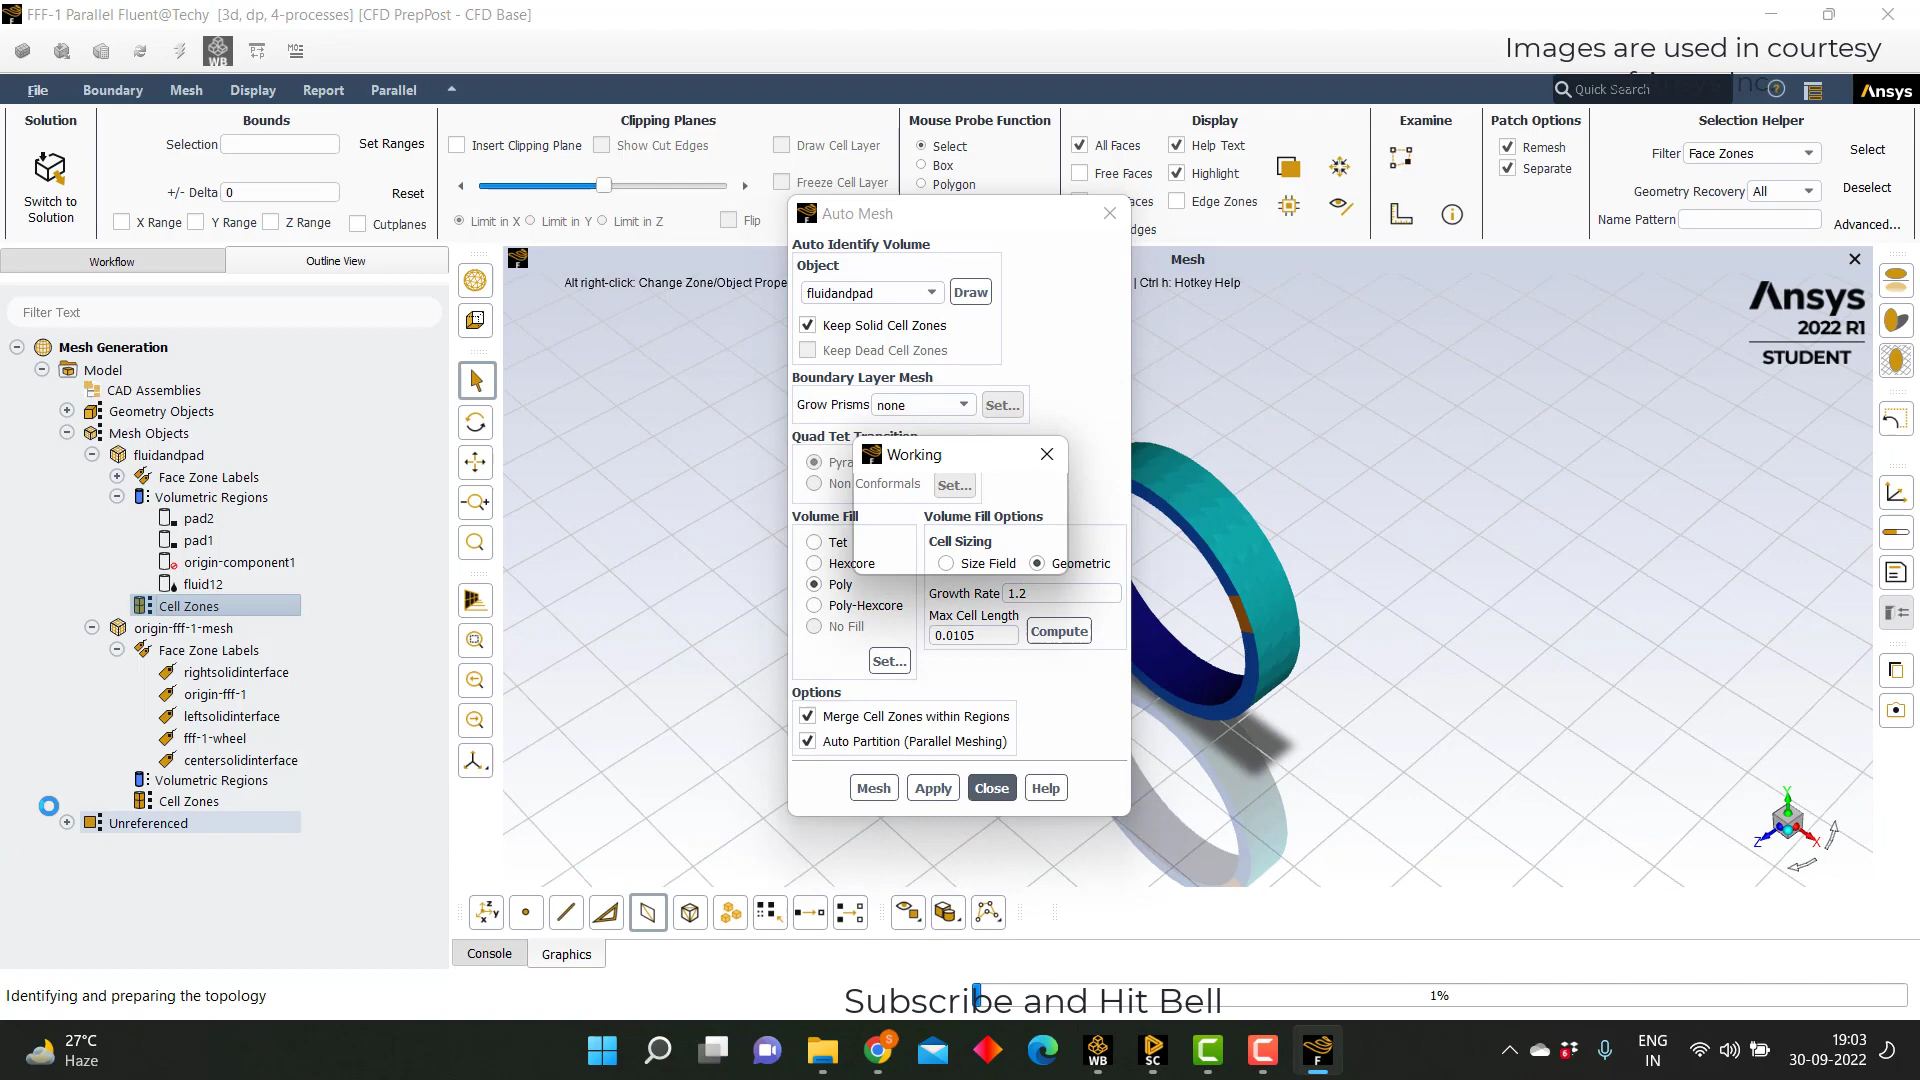 FFF-1 Parallel Fluent@Techy [3d, dp, 4-processes] [CFD PrepPost - CFD Base]
Images are used in courtesy
File Boundary Mesh Display Report Parallel
Quick Search
Ansys
Solution
Switch to
Solution
Bounds
Selection
Set Ranges
+/- Delta 0
Reset
X Range Y Range Z Range Cutplanes
Clipping Planes
Insert Clipping Plane Show Cut Edges Draw Cell Layer
Freeze Cell Layer
Limit in X Limit in Y Limit in Z Flip
Mouse Probe Function
Select
Box
Polygon
Display
All Faces Help Text
Free Faces Highlight
Edge Zones
Examine
Patch Options
Remesh
Separate
Selection Helper
Filter Face Zones Select
Geometry Recovery All Deselect
Name Pattern Advanced...
Workflow Outline View
Filter Text
Mesh Generation
Model
CAD Assemblies
Geometry Objects
Mesh Objects
fluidandpad
Face Zone Labels
Volumetric Regions
pad2
pad1
origin-component1
fluid12
Cell Zones
origin-fff-1-mesh
Face Zone Labels
rightsolidinterface
origin-fff-1
leftsolidinterface
fff-1-wheel
centersolidinterface
Volumetric Regions
Cell Zones
Unreferenced
Mesh
Alt right-click: Change Zone/Object Prope
| Ctrl h: Hotkey Help
Ansys
2022 R1
STUDENT
Auto Mesh
Auto Identify Volume
Object
fluidandpad Draw
Keep Solid Cell Zones
Keep Dead Cell Zones
Boundary Layer Mesh
Grow Prisms none Set...
Quad Tet Transition
Pyra
Non Conformals Set...
Working
Volume Fill
Tet
Hexcore
Poly
Poly-Hexcore
No Fill
Set...
Volume Fill Options
Cell Sizing
Size Field Geometric
Growth Rate 1.2
Max Cell Length
0.0105 Compute
Options
Merge Cell Zones within Regions
Auto Partition (Parallel Meshing)
Mesh Apply Close Help
Y
Z
X
Console Graphics
Identifying and preparing the topology
Subscribe and Hit Bell
1%
27°C
Haze
ENG
IN
19:03
30-09-2022